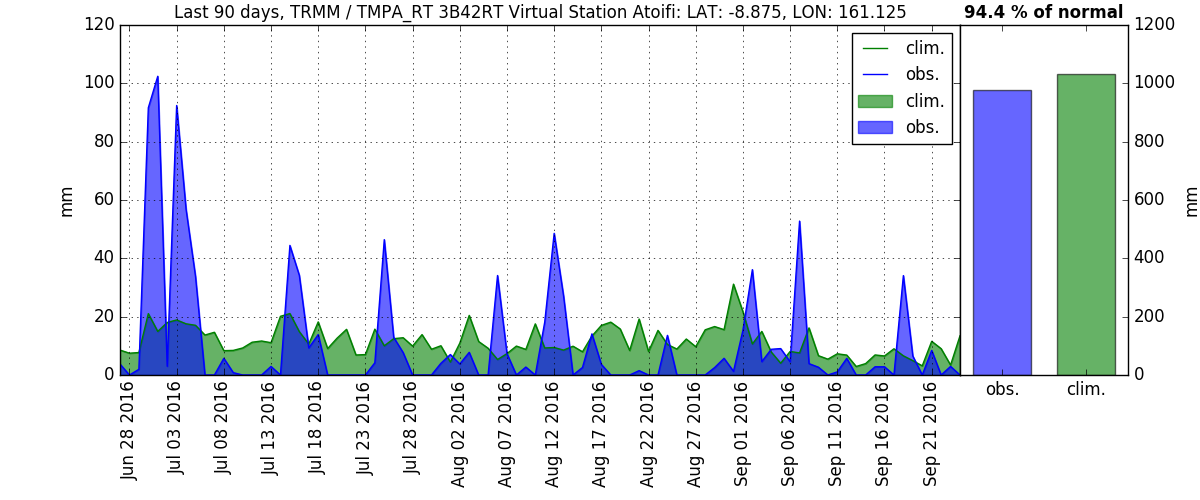 Last 90 days, TRMM / TMPA_RT 3B42RT Virtual Station Atoifi: LAT: -8.875, LON: 161.125
94.4 % of normal
120
100
80
60
40
20
0
mm
clim.
obs.
clim.
obs.
1200
1000
800
600
400
200
0
mm
obs.
clim.
Jun 28 2016
Jul 03 2016
Jul 08 2016
Jul 13 2016
Jul 18 2016
Jul 23 2016
Jul 28 2016
Aug 02 2016
Aug 07 2016
Aug 12 2016
Aug 17 2016
Aug 22 2016
Aug 27 2016
Sep 01 2016
Sep 06 2016
Sep 11 2016
Sep 16 2016
Sep 21 2016